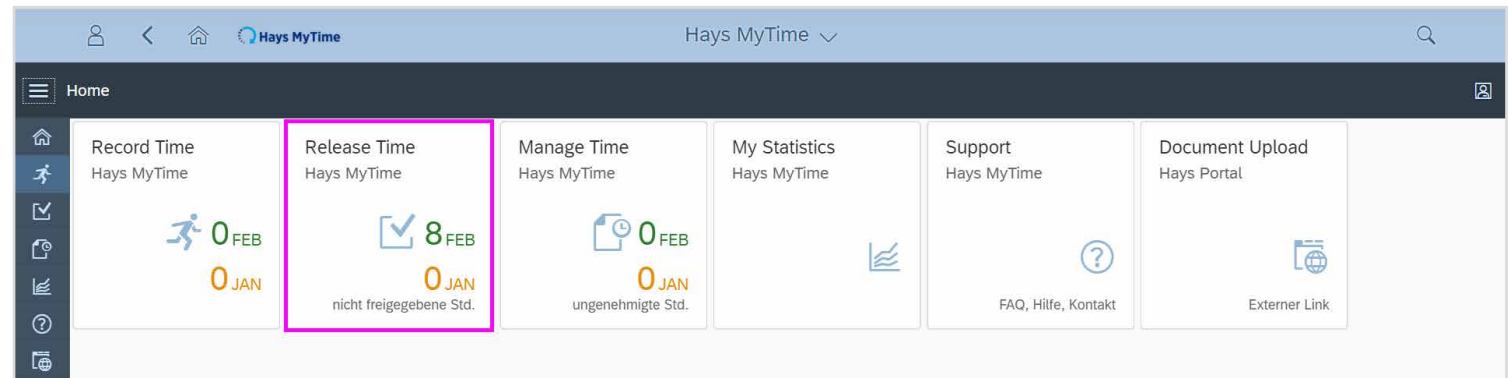 Hays MyTime
Hays MyTime
Home
Record Time
Hays MyTime
0 FEB
0 JAN
Release Time
Hays MyTime
8 FEB
0 JAN
nicht freigegebene Std.
Manage Time
Hays MyTime
0 FEB
0 JAN
ungenehmigte Std.
My Statistics
Hays MyTime
Support
Hays MyTime
FAQ, Hilfe, Kontakt
Document Upload
Hays Portal
Externer Link